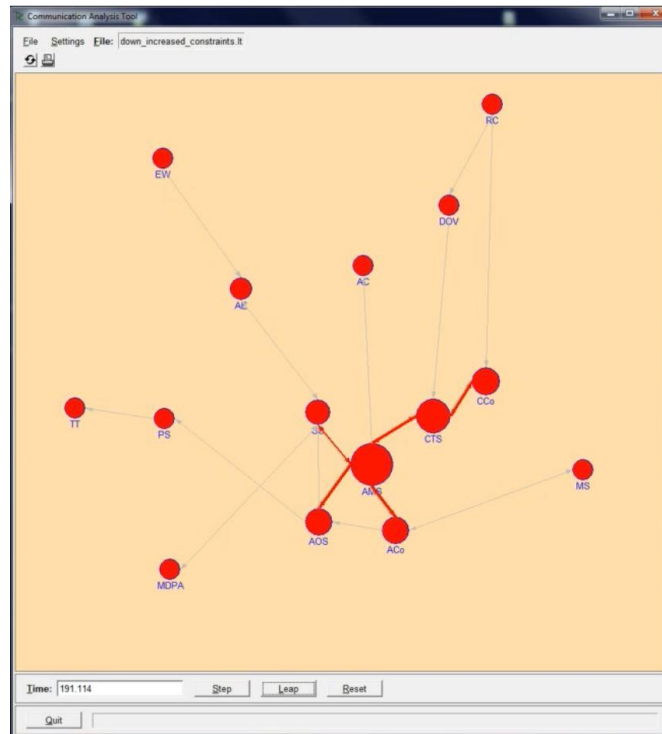 Communication Analysis Tool
File Settings File: down_increased_constraints.lt
RC
EW
DOV
AC
AE
CCo
TT
PS
CTS
MS
AMS
AOS
ACo
MDPA
Time: 191.114 Step Leap Reset
Quit